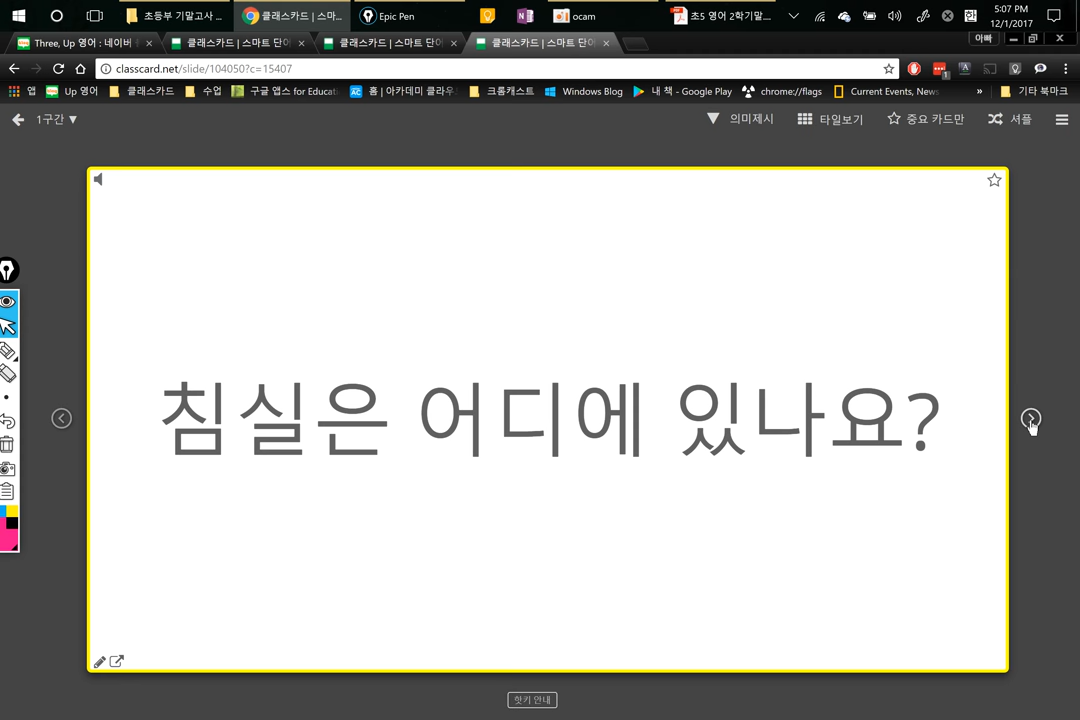 초등부 기말고사 ...
클래스카드 | 스마...
Epic Pen
ocam
초5 영어 2학기말...
한
5:07 PM
12/1/2017
Three, Up 영어 : 네이버
클래스카드 | 스마트 단어
클래스카드 | 스마트 단어
클래스카드 | 스마트 단어
아빠
classcard.net/slide/104050?c=15407
앱
Up 영어
클래스카드
수업
구글 앱스 for Educati
홈 | 아카데미 클라우
크롬캐스트
Windows Blog
내 책 - Google Play
chrome://flags
Current Events, News
»
기타 북마크
1구간 ▼
의미제시
타일보기
중요 카드만
셔플
침실은 어디에 있나요?
핫키 안내